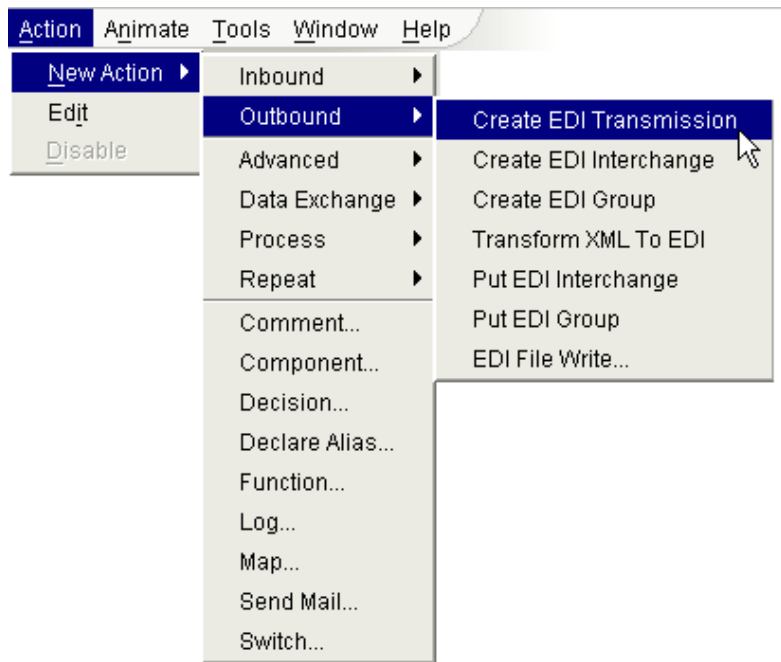 Action Animate Tools Window Help
New Action
Edit
Disable
Inbound
Outbound
Advanced
Data Exchange
Process
Repeat
Comment...
Component...
Decision...
Declare Alias...
Function...
Log...
Map...
Send Mail...
Switch...
Create EDI Transmission
Create EDI Interchange
Create EDI Group
Transform XML To EDI
Put EDI Interchange
Put EDI Group
EDI File Write...